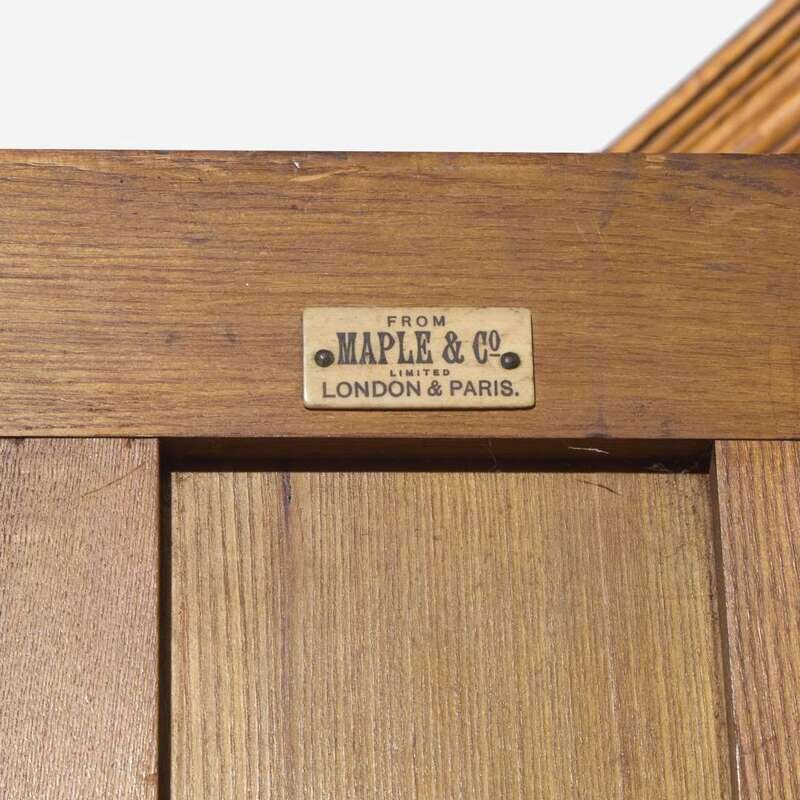 FROM
MAPLE & CO
LIMITED
LONDON & PARIS.